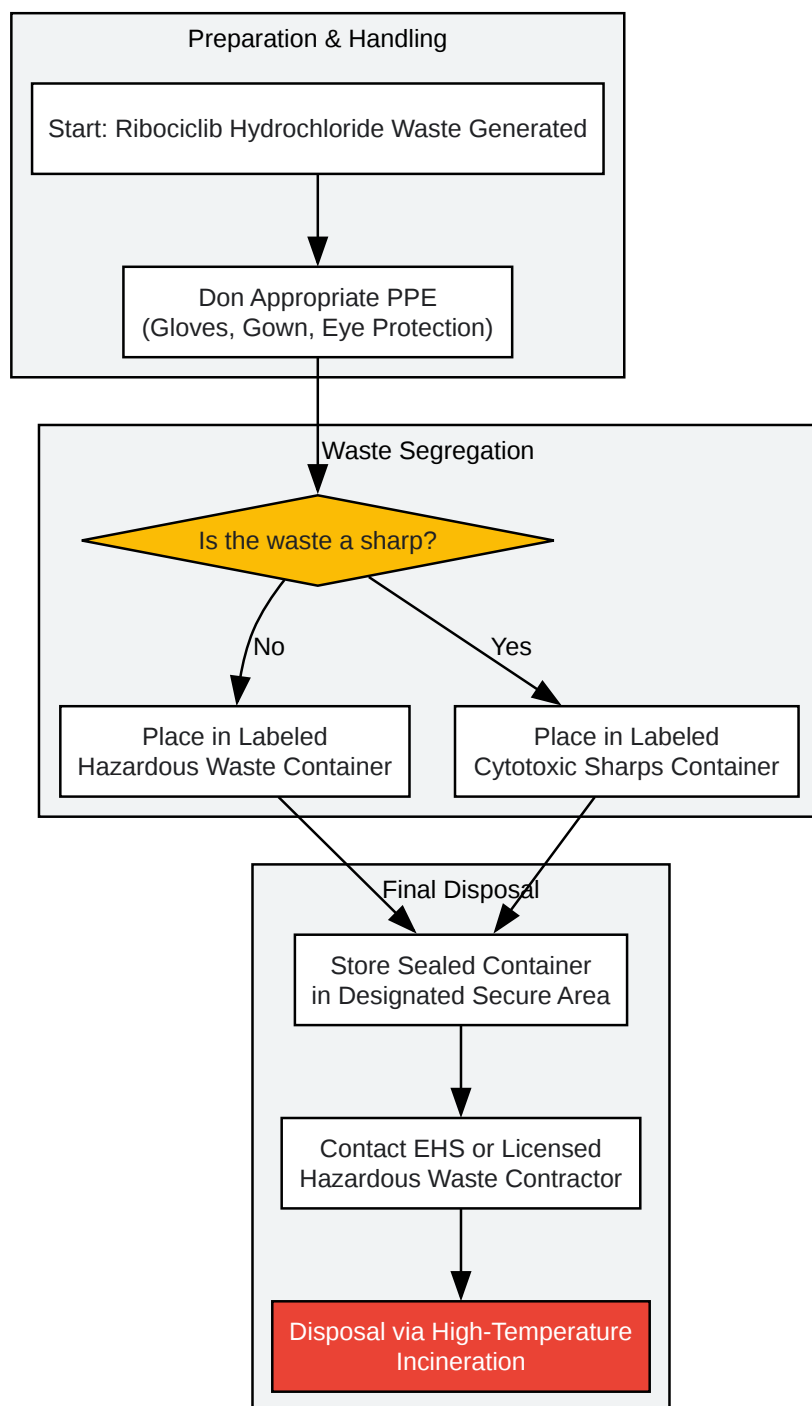 Preparation & Handling
Start: Ribociclib Hydrochloride Waste Generated
Don Appropriate PPE
(Gloves, Gown, Eye Protection)
Waste Segregation
Is the waste a sharp?
No
Yes
Place in Labeled
Hazardous Waste Container
Place in Labeled
Cytotoxic Sharps Container
Final Disposal
Store Sealed Container
in Designated Secure Area
Contact EHS or Licensed
Hazardous Waste Contractor
Disposal via High-Temperature
Incineration